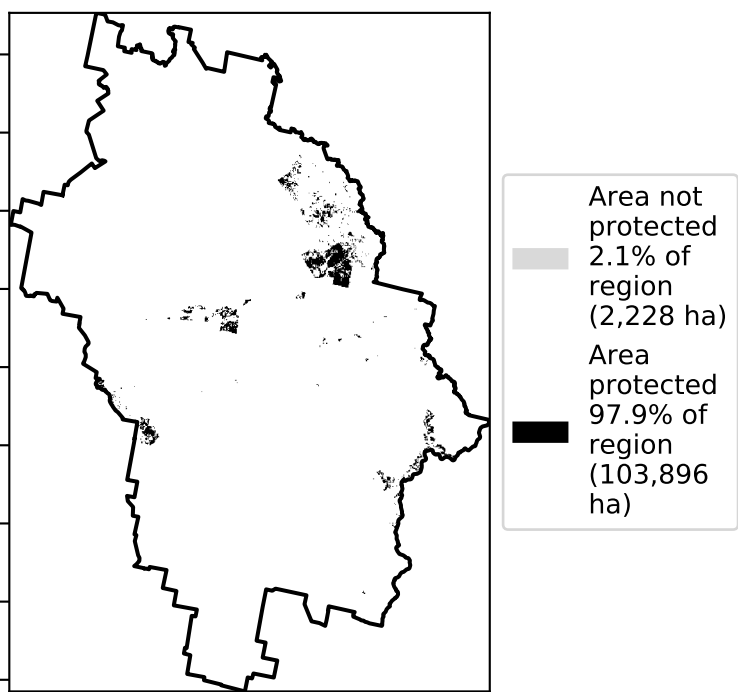 Area not
protected
2.1% of
region
(2,228 ha)
Area
protected
97.9% of
region
(103,896
ha)